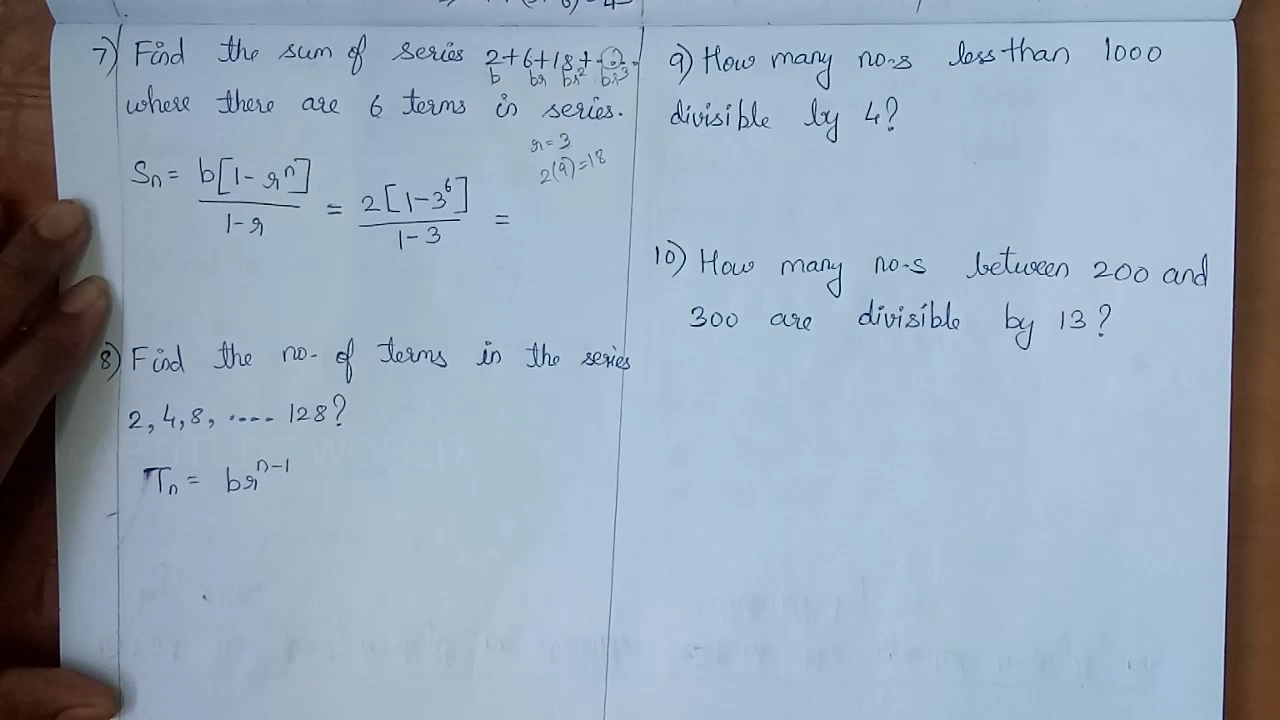 7) Find the sum of series 2+6+18+...
b br br² br³
where there are 6 terms in series.
r=3
2(9)=18
Sn = b[1-rⁿ] / 1-r = 2[1-3⁶] / 1-3 =
8) Find the no. of terms in the series
2, 4, 8, ..... 128?
Tn = brⁿ⁻¹
APTITUDE WORLD
9) How many no.s less than 1000
divisible by 4?
10) How many no.s between 200 and
300 are divisible by 13?